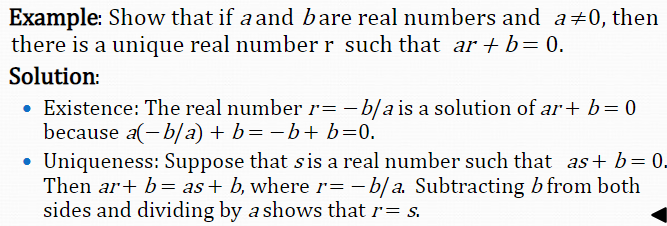 Example: Show that if a and b are real numbers and a≠0, then
there is a unique real number r such that ar + b= 0.
Solution:
• Existence: The real number r= −b/a is a solution of ar+ b= 0
because a(−b/a) + b= −b+ b=0.
• Uniqueness: Suppose that s is a real number such that as+ b= 0.
Then ar+ b= as+ b, where r= −b/a. Subtracting b from both
sides and dividing by a shows that r= s.